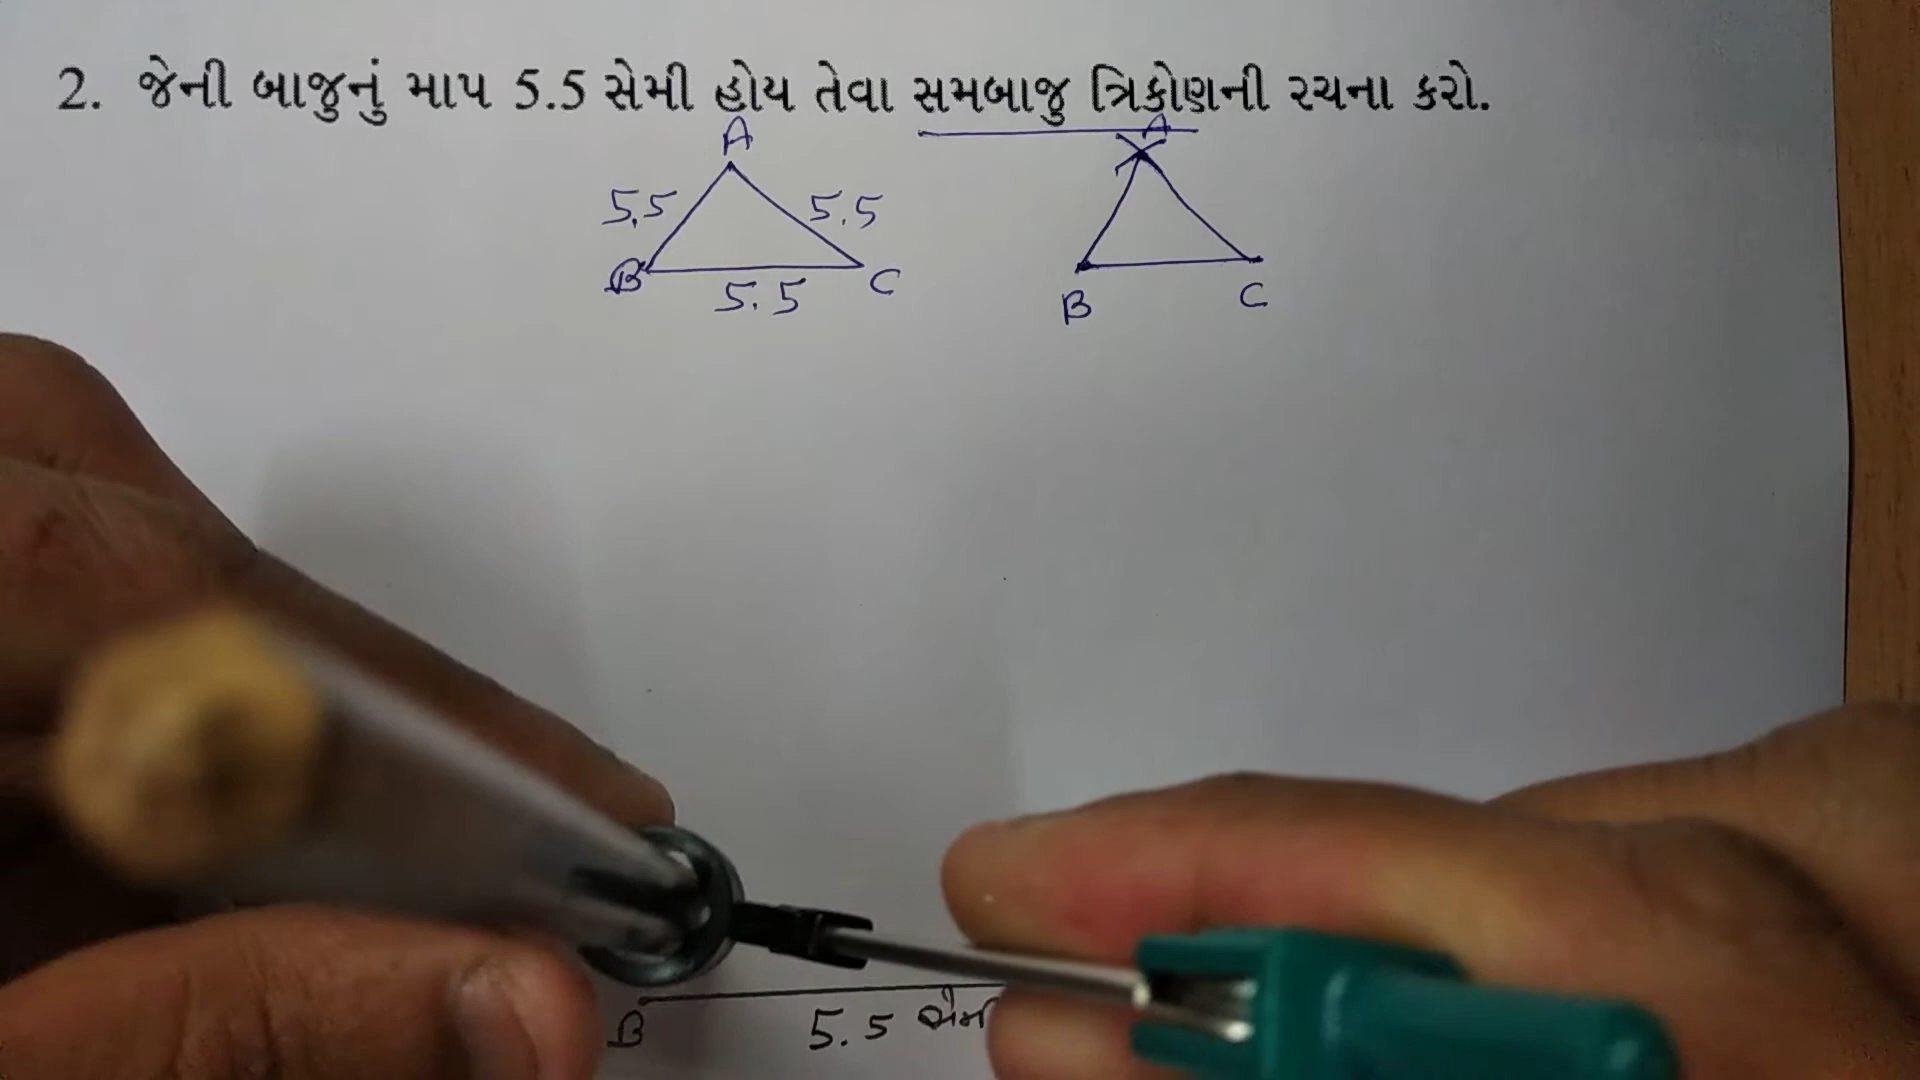 2. જેની બાજુનું માપ 5.5 સેમી હોય તેવા સમબાજુ ત્રિકોણની રચના કરો.
A A
5.5 5.5
B C
5.5
B C
B 5.5 સેમી